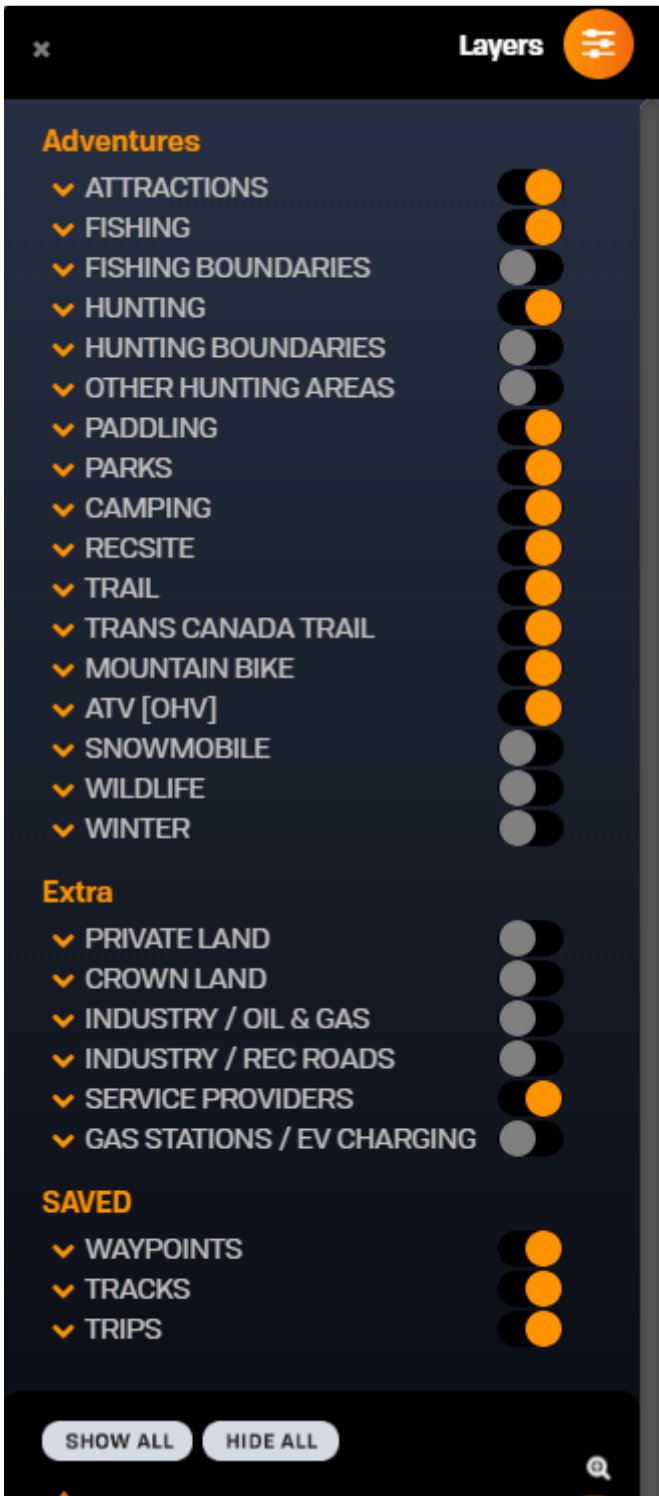 Layers
Adventures
ATTRACTIONS
FISHING
FISHING BOUNDARIES
HUNTING
HUNTING BOUNDARIES
OTHER HUNTING AREAS
PADDLING
PARKS
CAMPING
RECSITE
TRAIL
TRANS CANADA TRAIL
MOUNTAIN BIKE
ATV [OHV]
SNOWMOBILE
WILDLIFE
WINTER
Extra
PRIVATE LAND
CROWN LAND
INDUSTRY / OIL & GAS
INDUSTRY / REC ROADS
SERVICE PROVIDERS
GAS STATIONS / EV CHARGING
SAVED
WAYPOINTS
TRACKS
TRIPS
SHOW ALL HIDE ALL